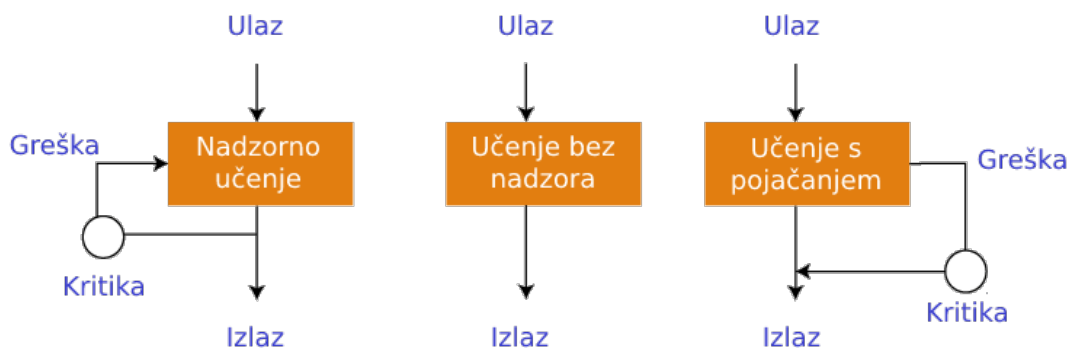 Ulaz
Ulaz
Ulaz
Greška
Nadzorno
učenje
Učenje bez
nadzora
Učenje s
pojačanjem
Greška
Kritika
Kritika
Izlaz
Izlaz
Izlaz